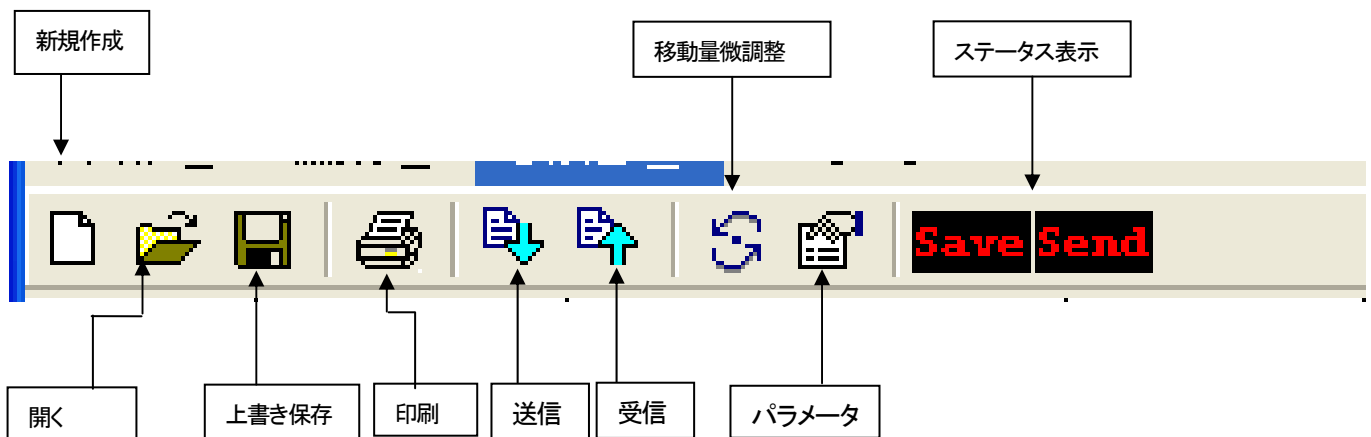 新規作成
移動量微調整
ステータス表示
Save Send
開く
上書き保存
印刷
送信
受信
パラメータ